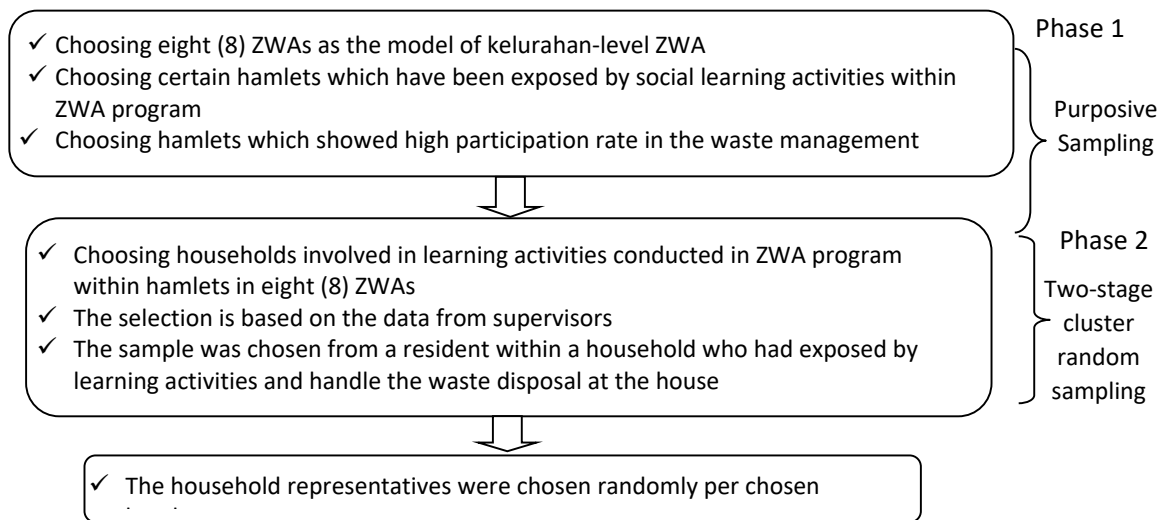 Phase 1
✓ Choosing eight (8) ZWAs as the model of kelurahan-level ZWA
✓ Choosing certain hamlets which have been exposed by social learning activities within
ZWA program
✓ Choosing hamlets which showed high participation rate in the waste management
Purposive
Sampling
Phase 2
✓ Choosing households involved in learning activities conducted in ZWA program
within hamlets in eight (8) ZWAs
✓ The selection is based on the data from supervisors
✓ The sample was chosen from a resident within a household who had exposed by
learning activities and handle the waste disposal at the house
Two-stage
cluster
random
sampling
✓ The household representatives were chosen randomly per chosen